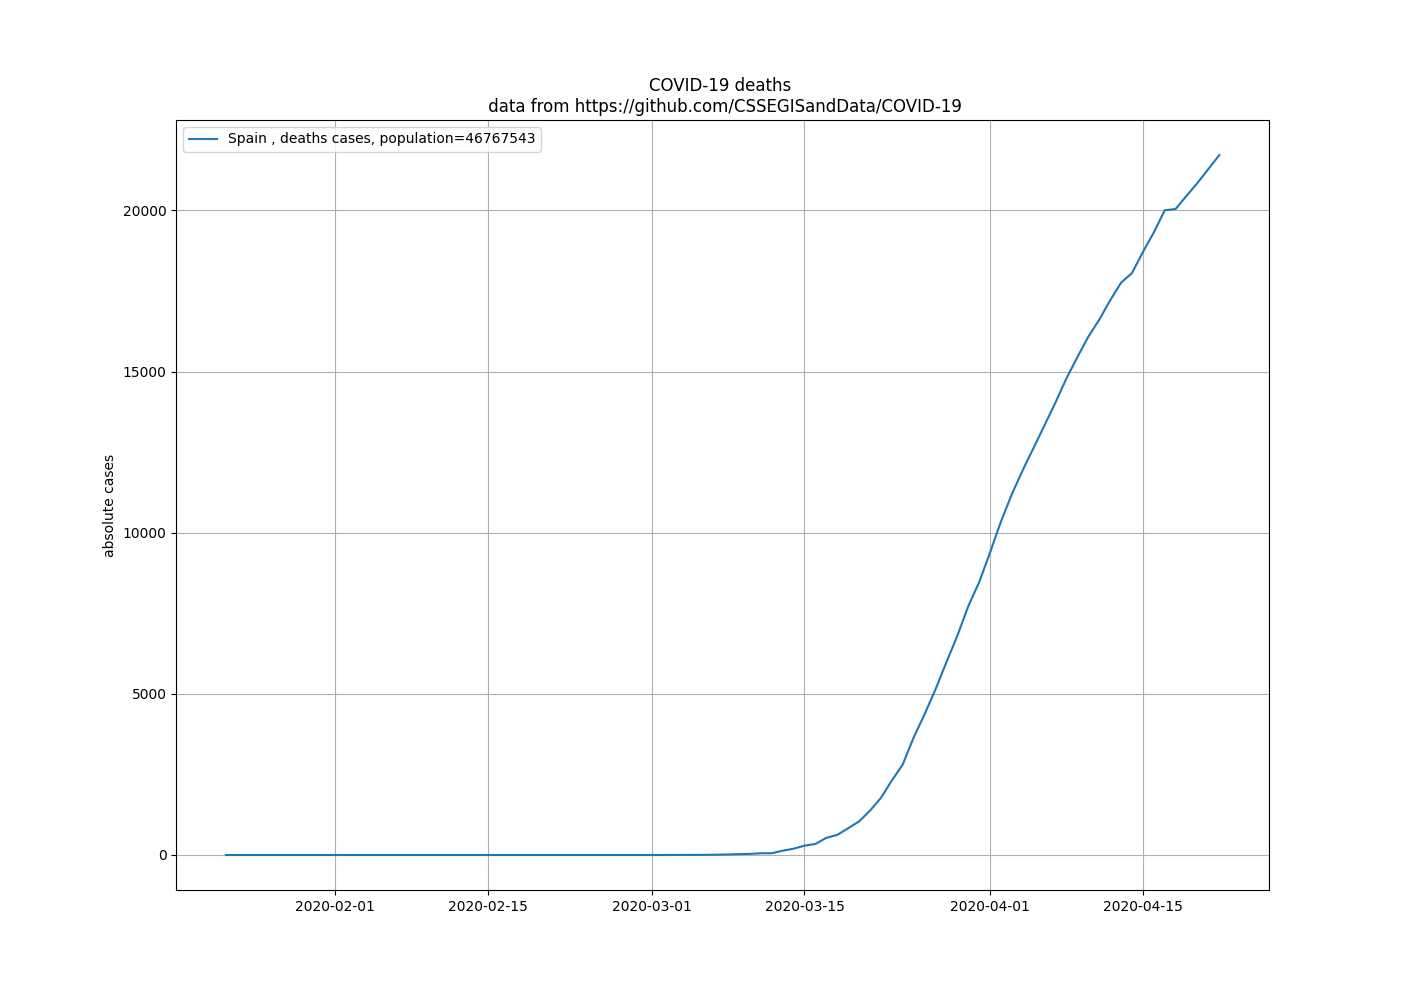 COVID-19 deaths
data from https://github.com/CSSEGISandData/COVID-19
Spain , deaths cases, population=46767543
20000
15000
10000
5000
0
absolute cases
2020-02-01 2020-02-15 2020-03-01 2020-03-15 2020-04-01 2020-04-15